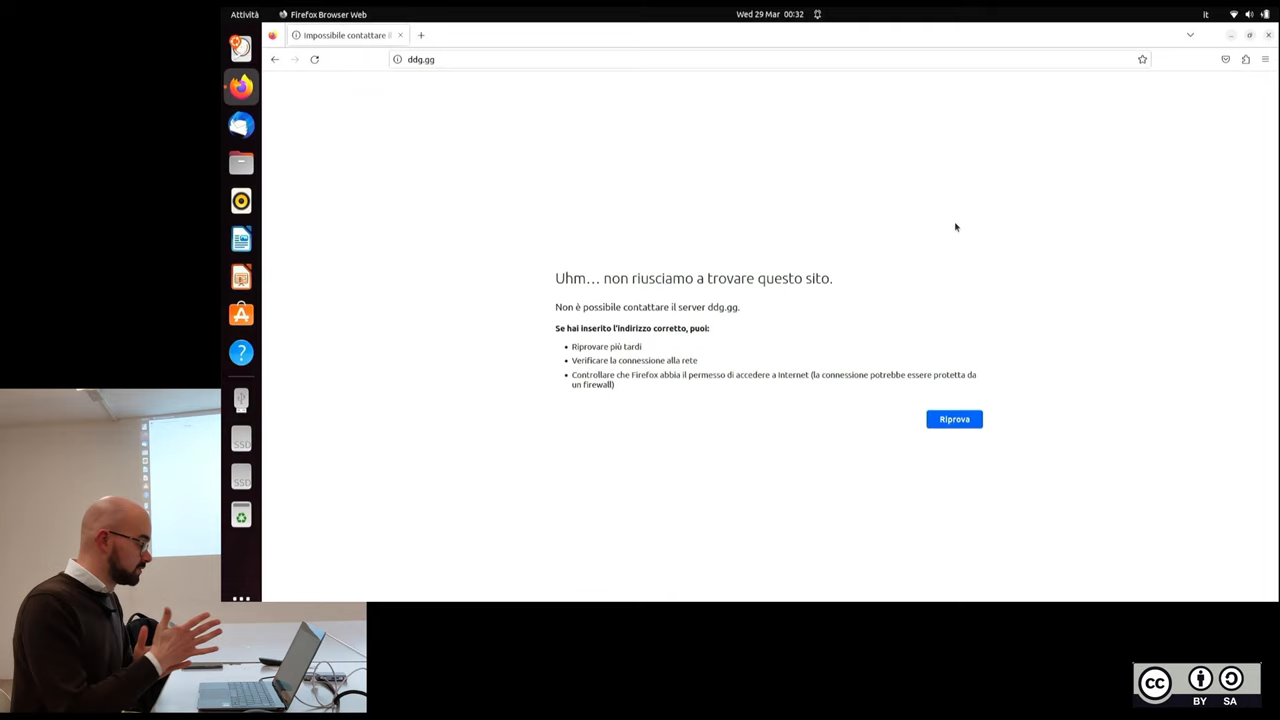 Attività
Firefox Browser Web
Wed 29 Mar 00:32
It
Impossibile contattare i
ddg.gg
Uhm… non riusciamo a trovare questo sito.
Non è possibile contattare il server ddg.gg.
Se hai inserito l'indirizzo corretto, puoi:
• Riprovare più tardi
• Verificare la connessione alla rete
• Controllare che Firefox abbia il permesso di accedere a Internet (la connessione potrebbe essere protetta da
un firewall)
Riprova
SSD
SSD
cc
BY SA